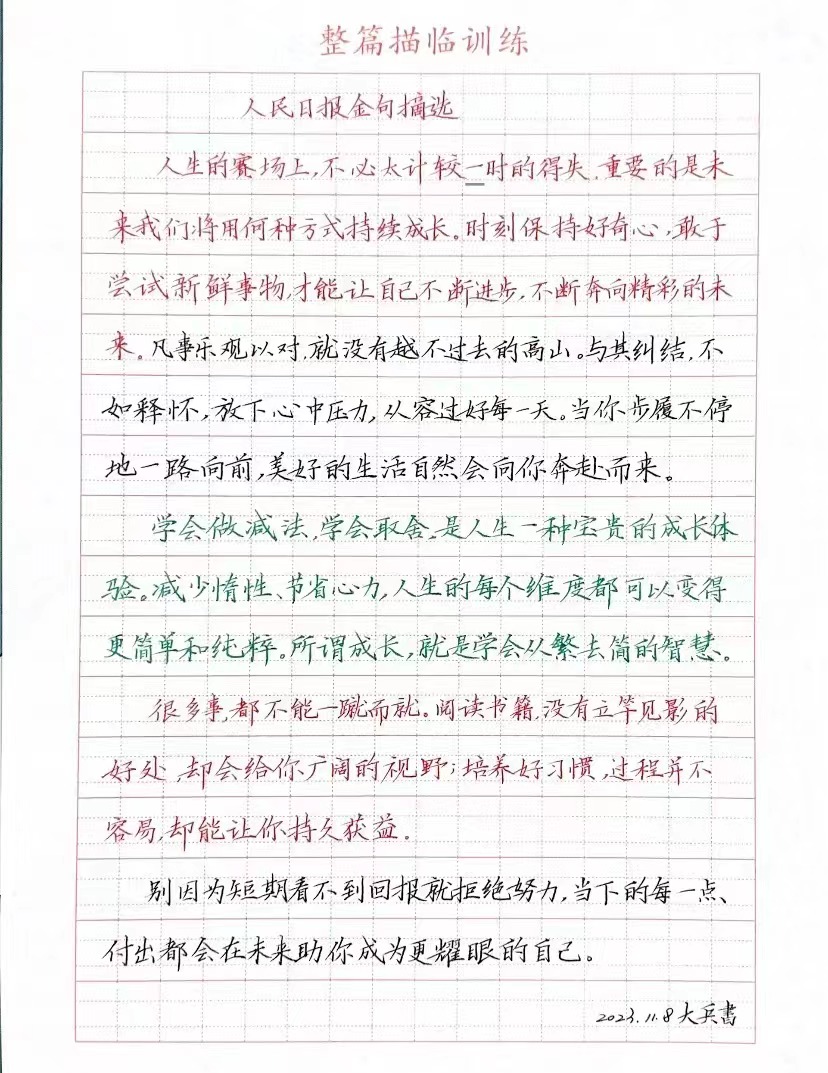 整篇描临训练
人民日报金句摘选
人生的赛场上,不必太计较一时的得失,重要的是未
来我们将用何种方式持续成长。时刻保持好奇心,敢于
尝试新鲜事物,才能让自己不断进步,不断奔向精彩的未
来。凡事乐观以对,就没有越不过去的高山。与其纠结,不
如释怀,放下心中压力,从容过好每一天。当你步履不停
地一路向前,美好的生活自然会向你奔赴而来。
学会做减法,学会取舍,是人生一种宝贵的成长体
验。减少惰性、节省心力,人生的每个维度都可以变得
更简单和纯粹。所谓成长,就是学会从繁去简的智慧。
很多事,都不能一蹴而就。阅读书籍,没有立竿见影的
好处,却会给你广阔的视野;培养好习惯,过程并不
容易,却能让你持久获益。
别因为短期看不到回报就拒绝努力,当下的每一点、
付出都会在未来助你成为更耀眼的自己。
2023.11.8大兵書